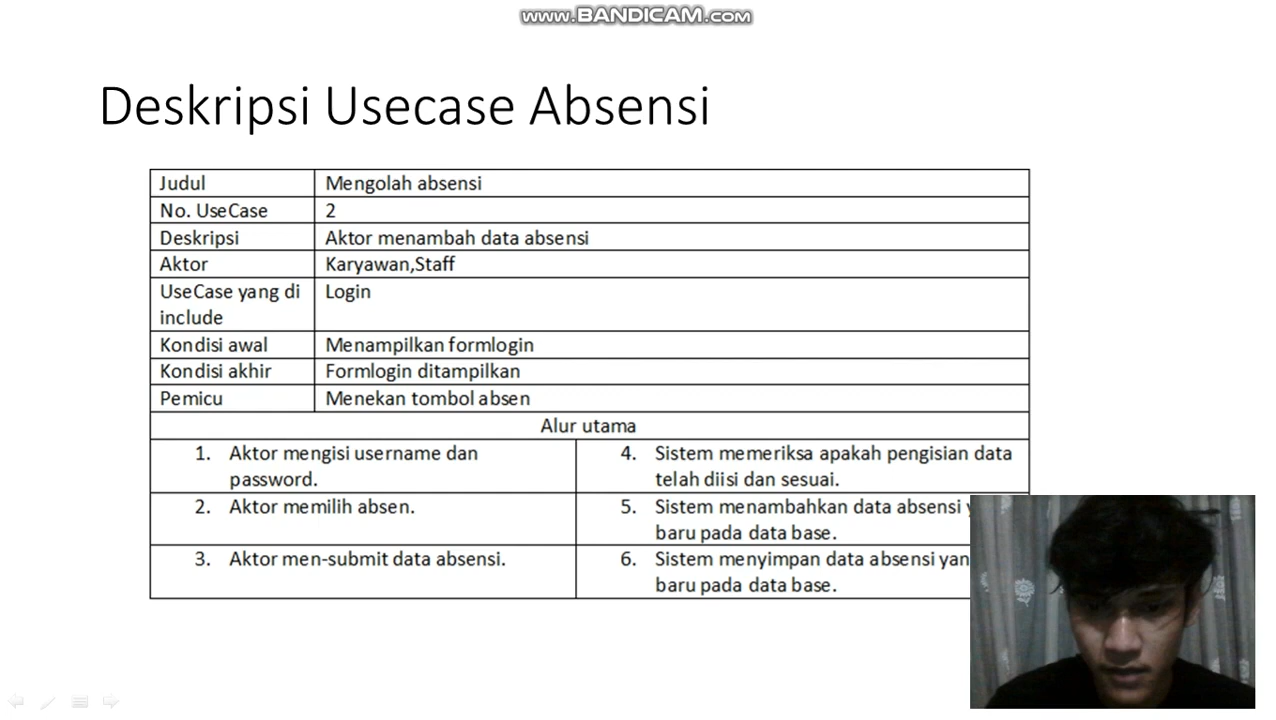 www.BANDICAM.com
Deskripsi Usecase Absensi
Judul
Mengolah absensi
No. UseCase
2
Deskripsi
Aktor menambah data absensi
Aktor
Karyawan,Staff
UseCase yang di
include
Login
Kondisi awal
Menampilkan formlogin
Kondisi akhir
Formlogin ditampilkan
Pemicu
Menekan tombol absen
Alur utama
1. Aktor mengisi username dan
password.
4. Sistem memeriksa apakah pengisian data
telah diisi dan sesuai.
2. Aktor memilih absen.
5. Sistem menambahkan data absensi
baru pada data base.
3. Aktor men-submit data absensi.
6. Sistem menyimpan data absensi yan
baru pada data base.